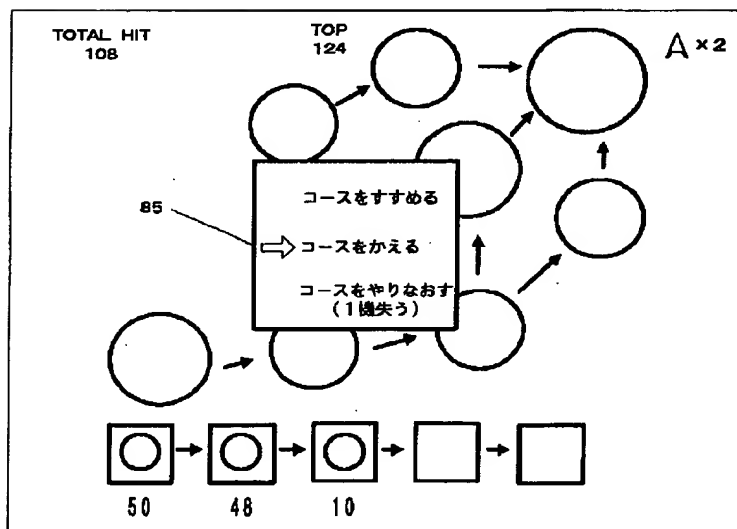 TOTAL HIT
108
TOP
124
A×2
コースをすすめる
85
コースをかえる
コースをやりなおす
(1機失う)
50 48 10